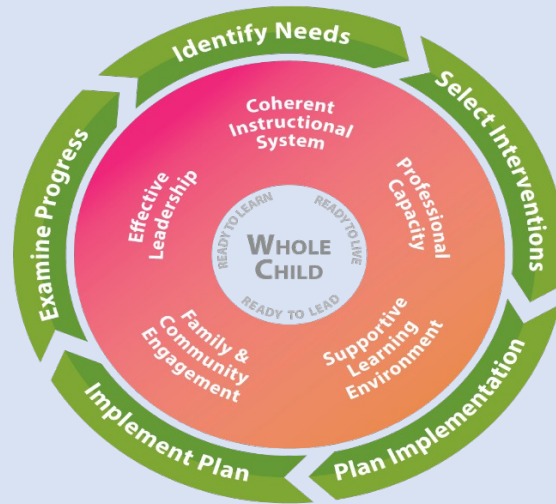 Identify Needs
Select Interventions
Plan Implementation
Implement Plan
Examine Progress
Coherent
Instructional
System
Professional
Capacity
Supportive
Learning
Environment
Family &
Community
Engagement
Effective
Leadership
READY TO LEARN
READY TO LIVE
READY TO LEAD
WHOLE
CHILD